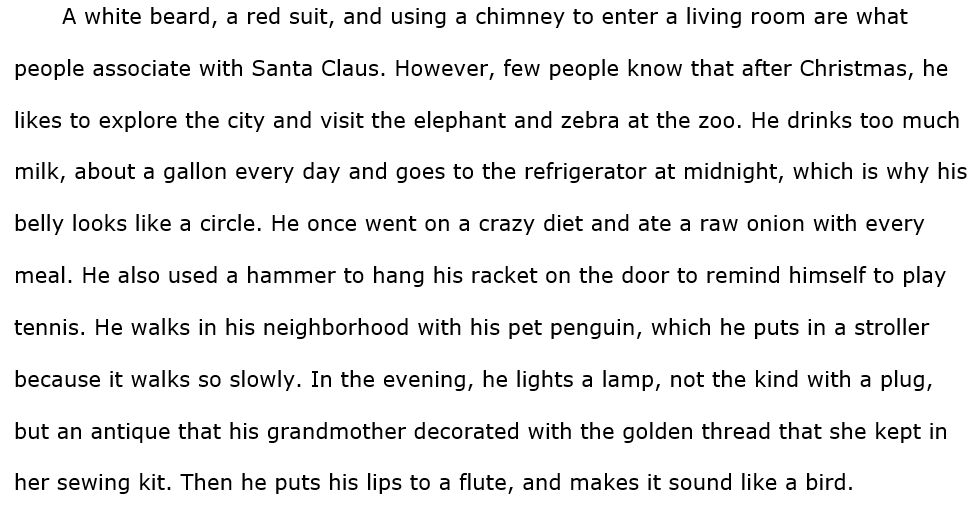 A white beard, a red suit, and using a chimney to enter a living room are what
people associate with Santa Claus. However, few people know that after Christmas, he
likes to explore the city and visit the elephant and zebra at the zoo. He drinks too much
milk, about a gallon every day and goes to the refrigerator at midnight, which is why his
belly looks like a circle. He once went on a crazy diet and ate a raw onion with every
meal. He also used a hammer to hang his racket on the door to remind himself to play
tennis. He walks in his neighborhood with his pet penguin, which he puts in a stroller
because it walks so slowly. In the evening, he lights a lamp, not the kind with a plug,
but an antique that his grandmother decorated with the golden thread that she kept in
her sewing kit. Then he puts his lips to a flute, and makes it sound like a bird.